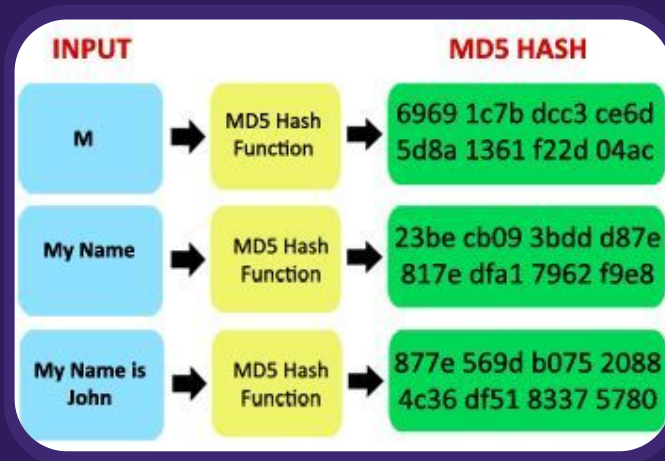 INPUT
MD5 HASH
M
MD5 Hash
Function
6969 1c7b dcc3 ce6d
5d8a 1361 f22d 04ac
My Name
MD5 Hash
Function
23be cb09 3bdd d87e
817e dfa1 7962 f9e8
My Name is
John
MD5 Hash
Function
877e 569d b075 2088
4c36 df51 8337 5780